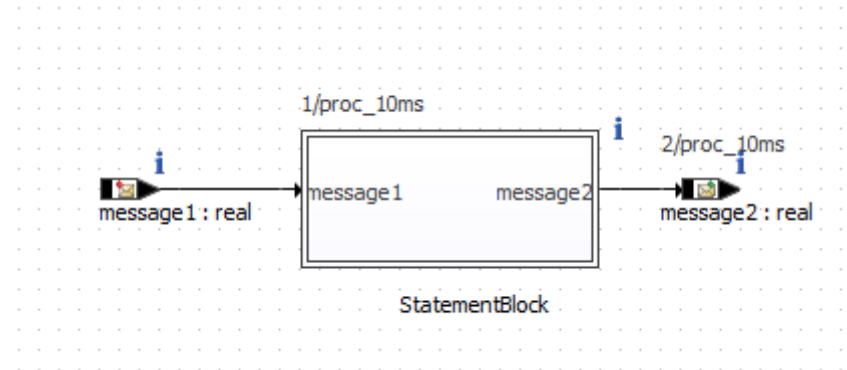 1/proc_10ms
i
2/proc_10ms
i
i
message1
message2
message1 : real
message2 : real
StatementBlock